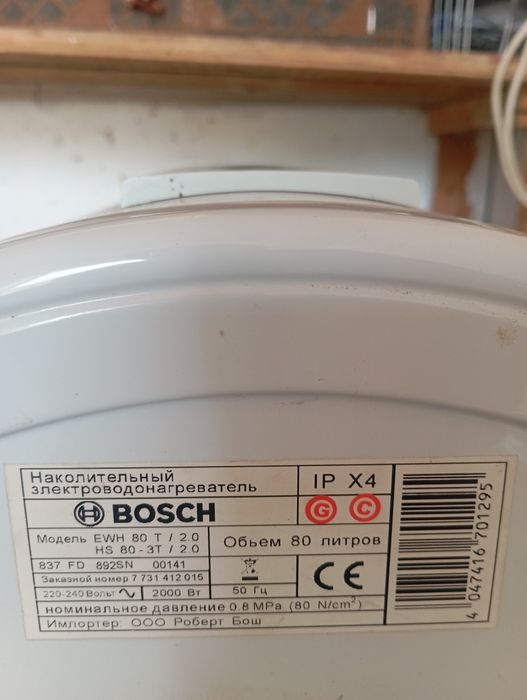 Накопительный
электроводонагреватель
IP X4
BOSCH
G C
Модель EWH 80 T / 2.0
HS 80-3T / 2.0
Объем 80 литров
837 FD 892SN 00141
Заказной номер 7 731 412 015
220-240 Вольт 2000 Вт 50 Гц
CE
номинальное давление 0.8 MPa (80 N/cm²)
Импортер: ООО Роберт Бош
4 047416 701295